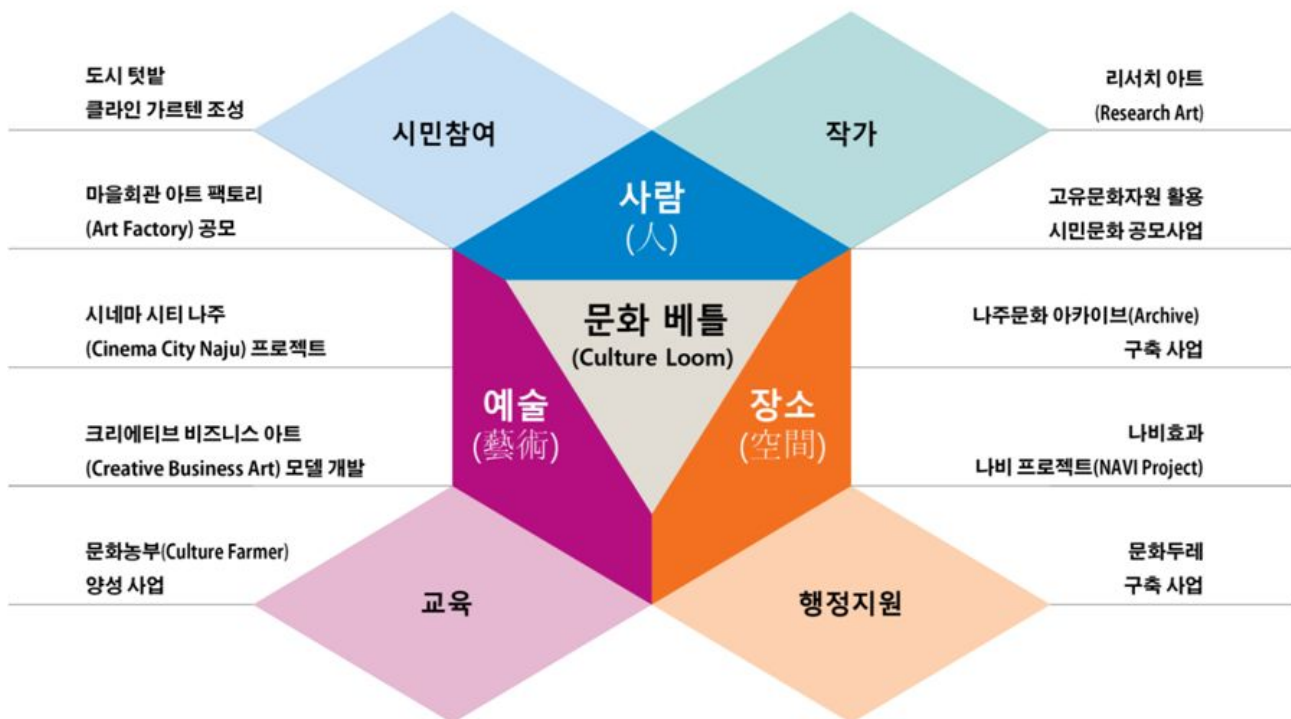 도시 텃밭
클라인 가르텐 조성
마을회관 아트 팩토리
(Art Factory) 공모
시네마 시티 나주
(Cinema City Naju) 프로젝트
크리에티브 비즈니스 아트
(Creative Business Art) 모델 개발
문화농부(Culture Farmer)
양성 사업
시민참여
작가
사람
(人)
문화 베틀
(Culture Loom)
예술
(藝術)
장소
(空間)
교육
행정지원
리서치 아트
(Research Art)
고유문화자원 활용
시민문화 공모사업
나주문화 아카이브(Archive)
구축 사업
나비효과
나비 프로젝트(NAVI Project)
문화두레
구축 사업